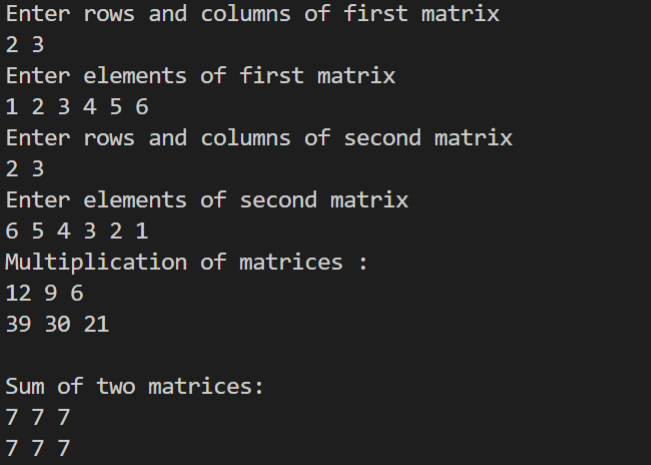 Enter rows and columns of first matrix
2 3
Enter elements of first matrix
1 2 3 4 5 6
Enter rows and columns of second matrix
2 3
Enter elements of second matrix
6 5 4 3 2 1
Multiplication of matrices :
12 9 6
39 30 21
Sum of two matrices:
7 7 7
7 7 7